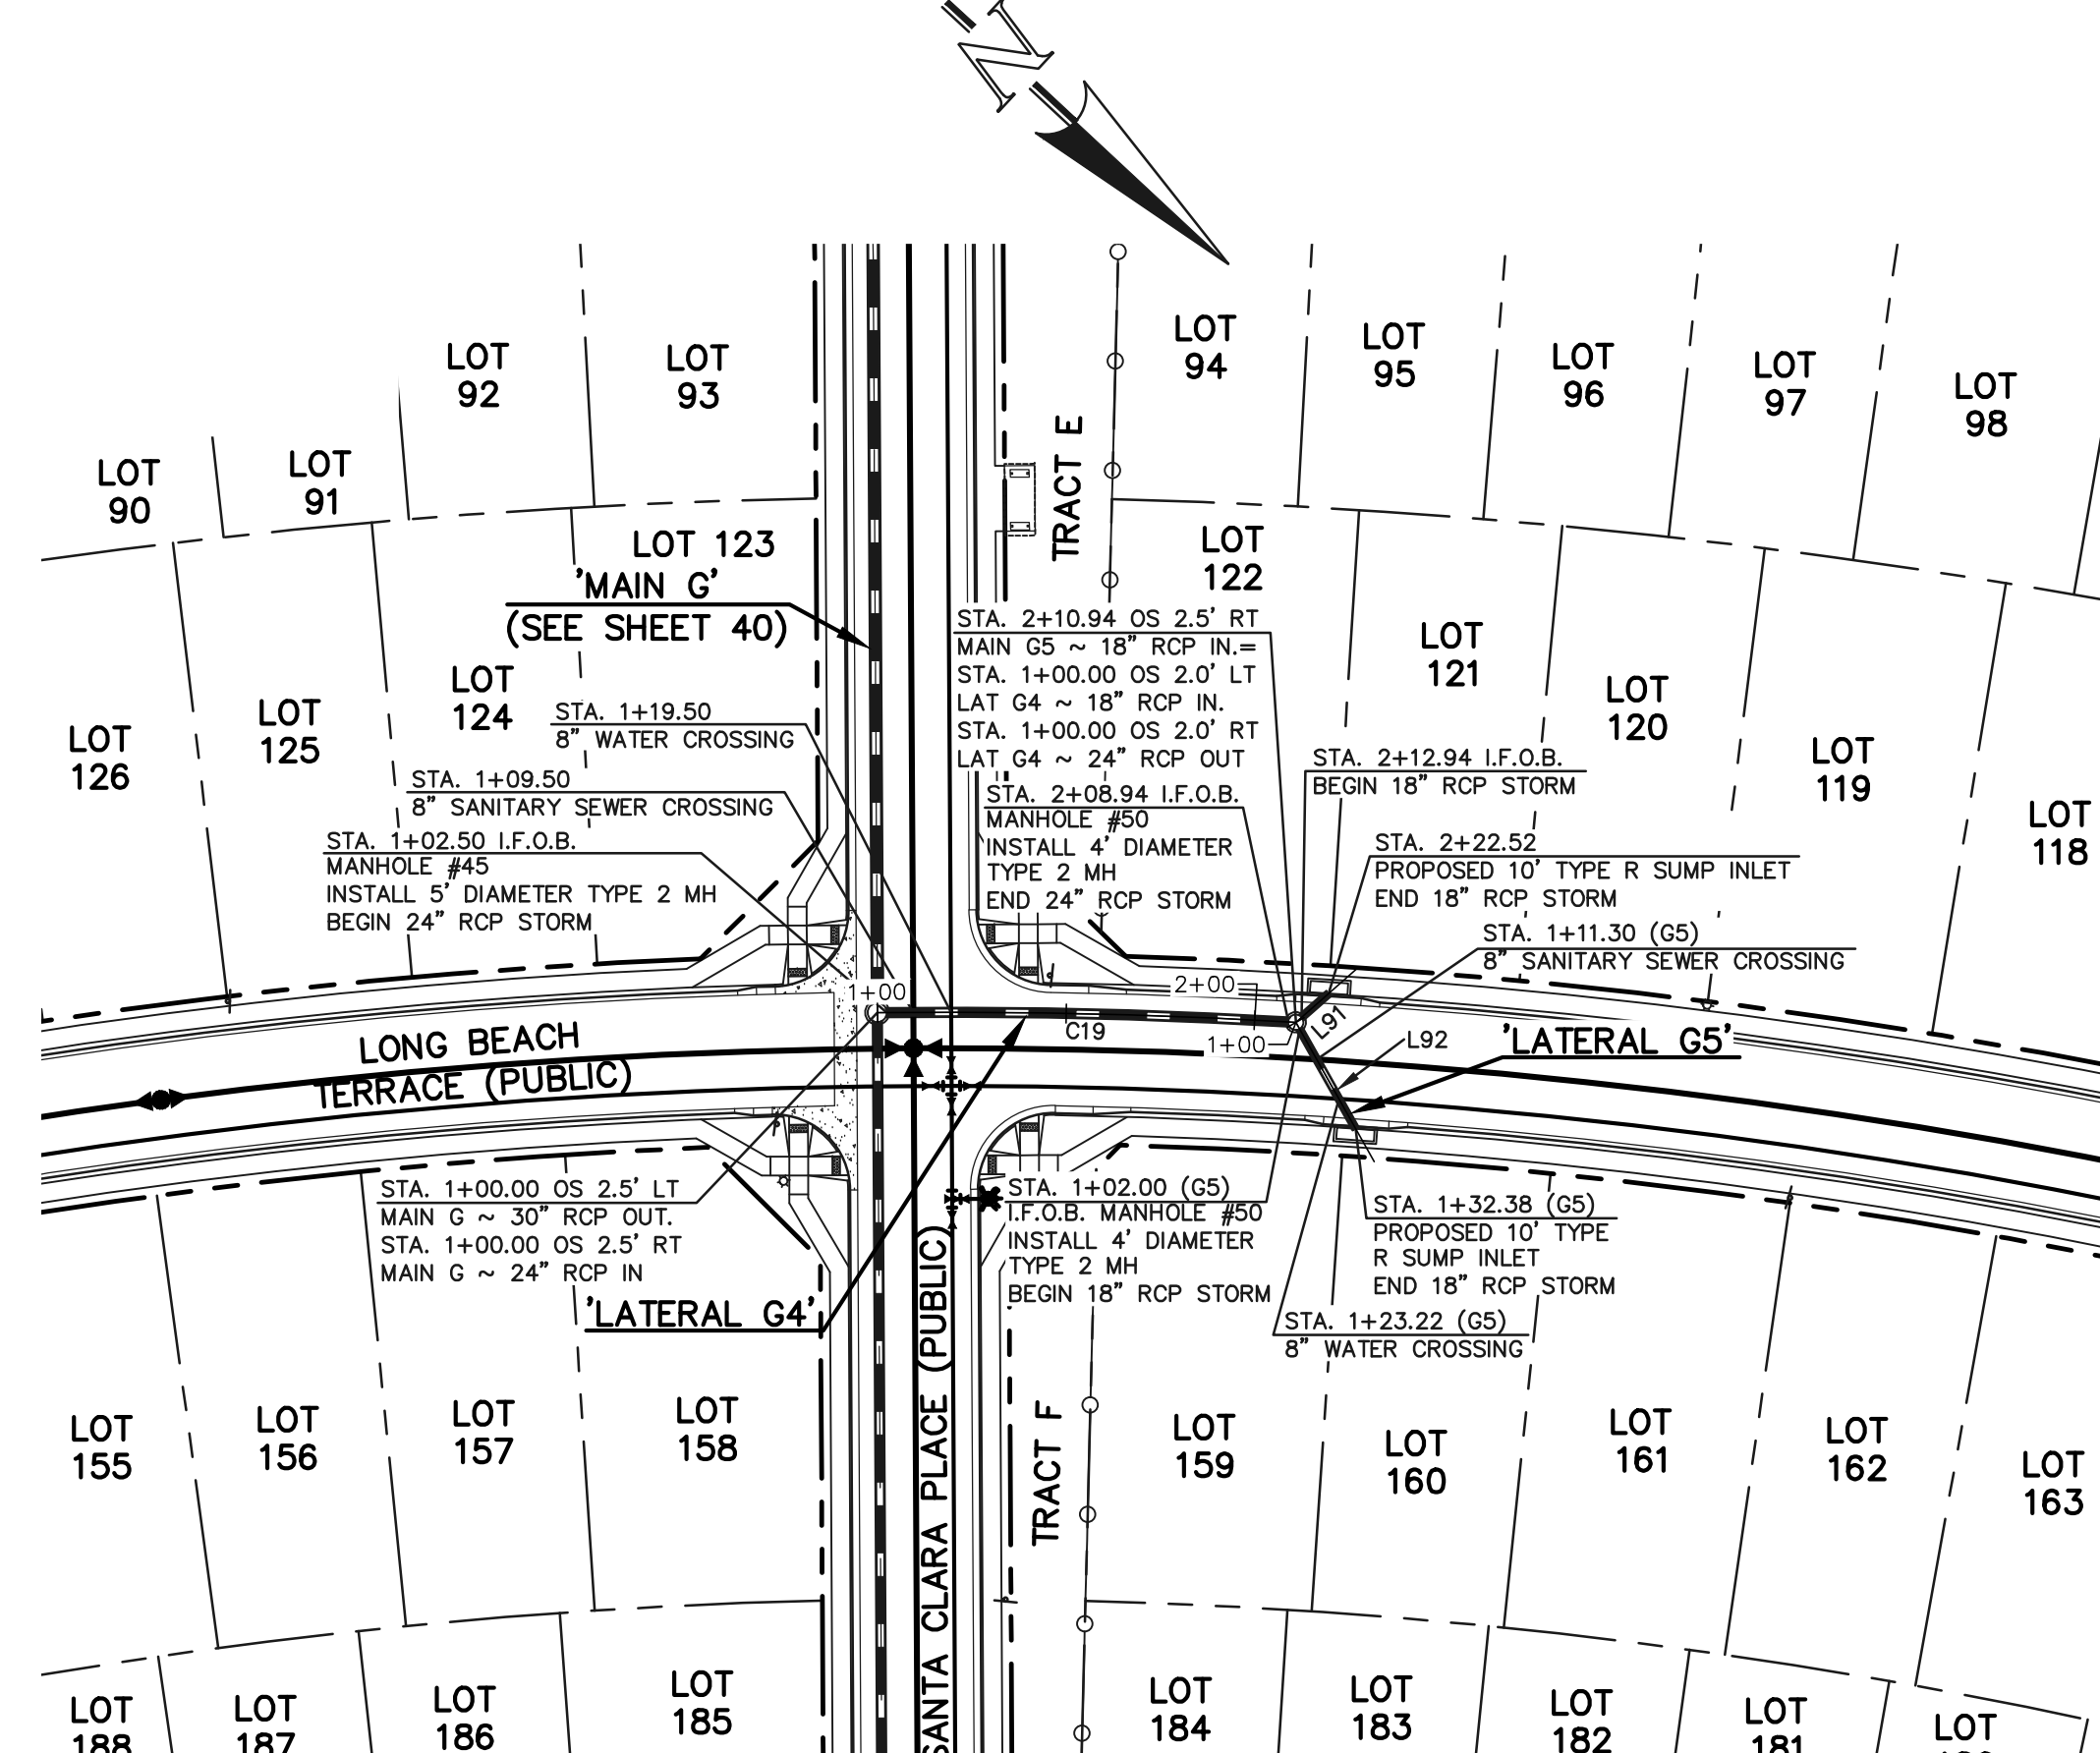 N
LOT
90
LOT
91
LOT
92
LOT
93
LOT
94
LOT
95
LOT
96
LOT
97
LOT
98
TRACT E
LOT 123
'MAIN G'
(SEE SHEET 40)
LOT
122
LOT
121
LOT
120
LOT
119
LOT
118
LOT
124
LOT
125
LOT
126
STA. 2+10.94 OS 2.5' RT
MAIN G5 ~ 18" RCP IN.=
STA. 1+00.00 OS 2.0' LT
LAT G4 ~ 18" RCP IN.
STA. 1+00.00 OS 2.0' RT
LAT G4 ~ 24" RCP OUT
STA. 1+19.50
8" WATER CROSSING
STA. 1+09.50
8" SANITARY SEWER CROSSING
STA. 1+02.50 I.F.O.B.
MANHOLE #45
INSTALL 5' DIAMETER TYPE 2 MH
BEGIN 24" RCP STORM
STA. 2+08.94 I.F.O.B.
MANHOLE #50
INSTALL 4' DIAMETER
TYPE 2 MH
END 24" RCP STORM
STA. 2+12.94 I.F.O.B.
BEGIN 18" RCP STORM
STA. 2+22.52
PROPOSED 10' TYPE R SUMP INLET
END 18" RCP STORM
STA. 1+11.30 (G5)
8" SANITARY SEWER CROSSING
1+00
2+00
C19
1+00
L91
L92
'LATERAL G5'
LONG BEACH
TERRACE (PUBLIC)
STA. 1+00.00 OS 2.5' LT
MAIN G ~ 30" RCP OUT.
STA. 1+00.00 OS 2.5' RT
MAIN G ~ 24" RCP IN
'LATERAL G4'
STA. 1+02.00 (G5)
I.F.O.B. MANHOLE #50
INSTALL 4' DIAMETER
TYPE 2 MH
BEGIN 18" RCP STORM
STA. 1+32.38 (G5)
PROPOSED 10' TYPE
R SUMP INLET
END 18" RCP STORM
STA. 1+23.22 (G5)
8" WATER CROSSING
SANTA CLARA PLACE (PUBLIC)
TRACT F
LOT
155
LOT
156
LOT
157
LOT
158
LOT
159
LOT
160
LOT
161
LOT
162
LOT
163
LOT
188
LOT
187
LOT
186
LOT
185
LOT
184
LOT
183
LOT
182
LOT
181
LOT